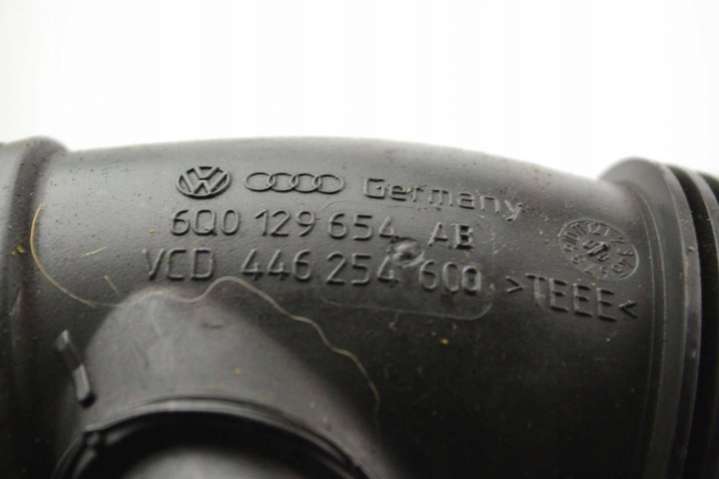 Germany
6Q0 129 654 AB
VCD 446 254 600 >TEEE<